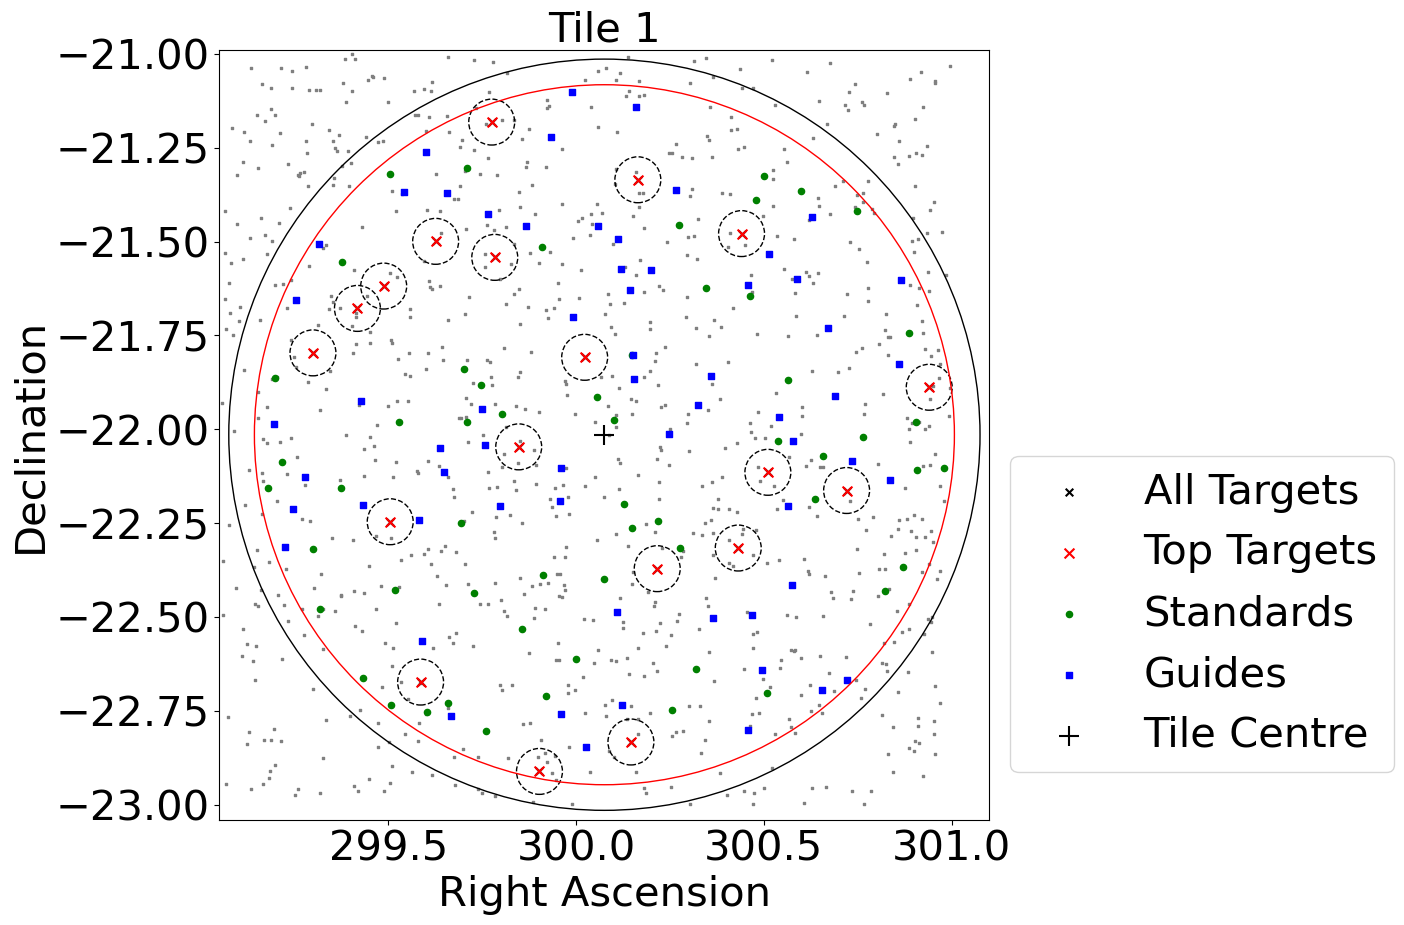 Tile 1
−21.00
−21.25
−21.50
−21.75
−22.00
−22.25
−22.50
−22.75
−23.00
Declination
299.5 300.0 300.5 301.0
Right Ascension
All Targets
Top Targets
Standards
Guides
Tile Centre